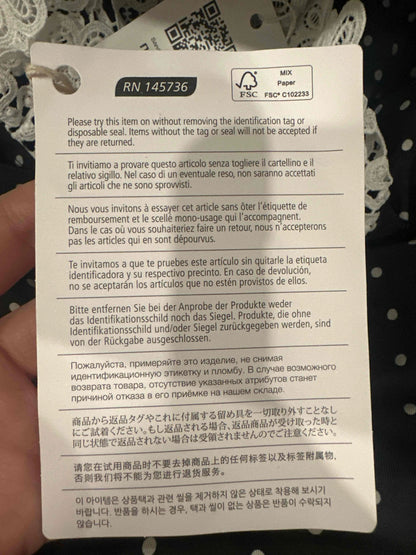 RN 145736
MIX
Paper
FSC
FSC® C102233
Please try this item on without removing the identification tag or
disposable seal. Items without the tag or seal will not be accepted if
they are returned.
Ti invitiamo a provare questo articolo senza togliere il cartellino e il
relativo sigillo. Nel caso di un eventuale reso, non saranno accettati
gli articoli che ne sono sprovvisti.
Nous vous invitons à essayer cet article sans ôter l'étiquette de
remboursement et le scellé mono-usage qui l'accompagnent.
Dans le cas où vous souhaiteriez faire un retour, nous n'accepterons
pas les articles qui en sont dépourvus.
Te invitamos a que te pruebes este artículo sin quitarle la etiqueta
identificadora y su respectivo precinto. En caso de devolución,
no se aceptarán los artículos que no estén provistos de ellos.
Bitte entfernen Sie bei der Anprobe der Produkte weder
das Identifikationsschild noch das Siegel. Produkte, die ohne
Identifikationsschild und/oder Siegel zurückgegeben werden, sind
von der Rückgabe ausgeschlossen.
Пожалуйста, примеряйте это изделие, не снимая
идентификационную этикетку и пломбу. В случае возможного
возврата товара, отсутствие указанных атрибутов станет
причиной отказа в его приёмке на нашем складе.
商品から返品タグやこれに付属する留め具を一切取り外すことなし
にご試着ください。もし返品される場合、返品商品が受け取った時と
同じ状態で返品されない場合は受領されませんのでご注意ください。
请您在试用商品时不要去掉商品上的任何标签以及标签附属物,
否则我们将不能为您进行退货服务。
이 아이템은 상품택과 관련 씰을 제거하지 않은 상태로 착용해 보시기
바랍니다. 반품을 하시는 경우, 택과 씰이 없는 상품은 반품이 수락되지
않습니다.